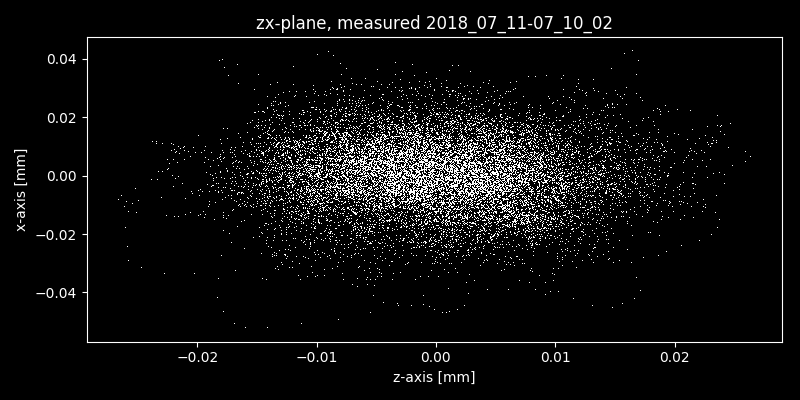 zx-plane, measured 2018_07_11-07_10_02
0.04
0.02
0.00
−0.02
−0.04
x-axis [mm]
−0.02 −0.01 0.00 0.01 0.02
z-axis [mm]